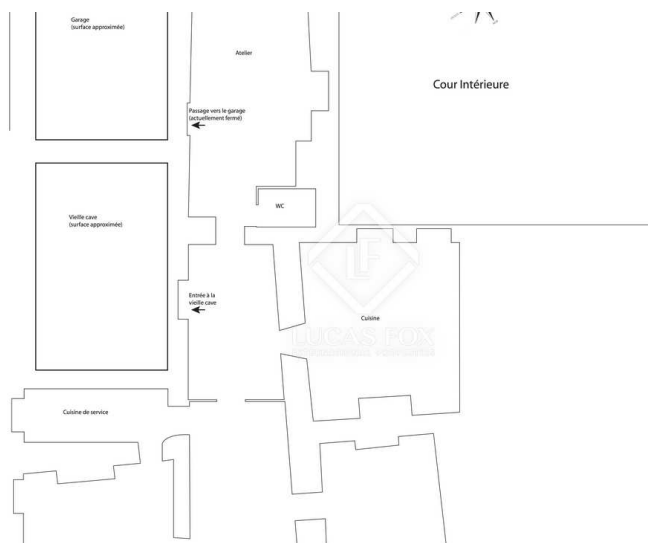 Garage
(surface approximée)
Atelier
Cour Intérieure
Passage vers le garage
(actuellement fermé)
Vieille cave
(surface approximée)
WC
Entrée à la
vieille cave
Cuisine
LF
LUCAS FOX
Cuisine de service